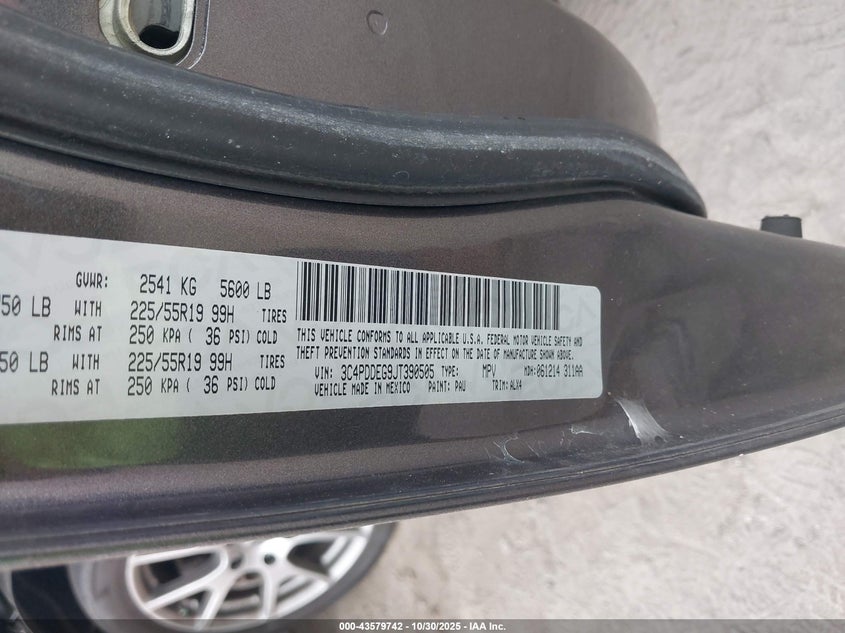 GVWR: 2541 KG 5600 LB
750 LB WITH 225/55R19 99H TIRES
RIMS AT 250 KPA ( 36 PSI) COLD
50 LB WITH 225/55R19 99H TIRES
RIMS AT 250 KPA ( 36 PSI) COLD
THIS VEHICLE CONFORMS TO ALL APPLICABLE U.S.A. FEDERAL MOTOR VEHICLE SAFETY AND
THEFT PREVENTION STANDARDS IN EFFECT ON THE DATE OF MANUFACTURE SHOWN ABOVE.
VIN: 3C4PDDEG9JT390505 TYPE: MPV MDH: 061214 311AA
VEHICLE MADE IN MEXICO PAINT: PAU TRIM: ALX4
000-43579742 - 10/30/2025 - IAA Inc.